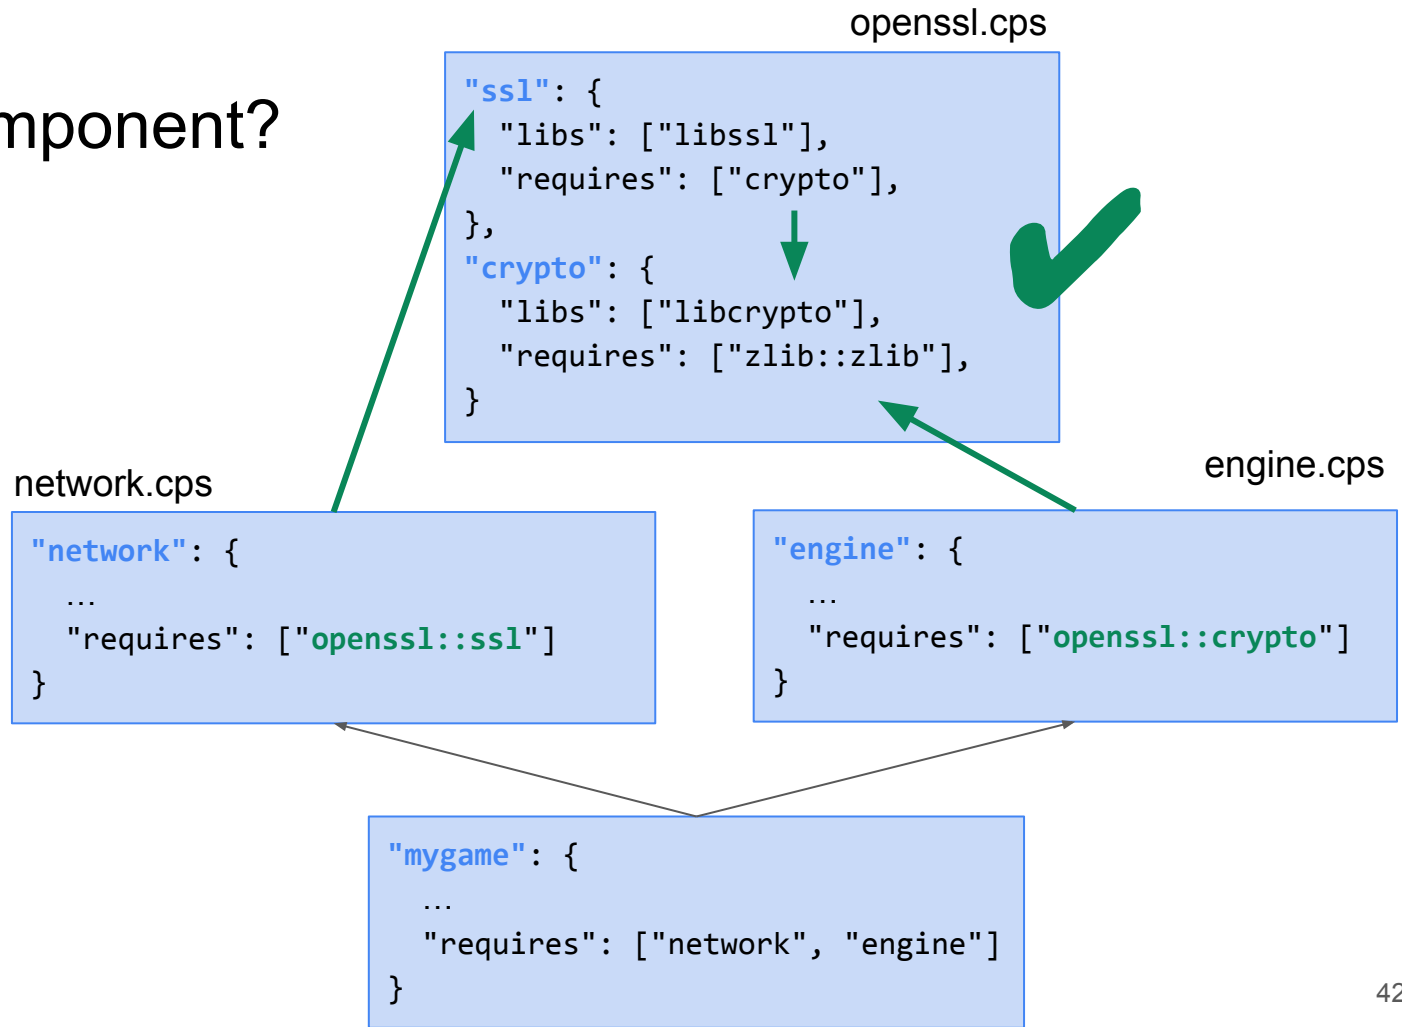 mponent?
openssl.cps
"ssl": {
"libs": ["libssl"],
"requires": ["crypto"],
},
"crypto": {
"libs": ["libcrypto"],
"requires": ["zlib::zlib"],
}
network.cps
"network": {
…
"requires": ["openssl::ssl"]
}
engine.cps
"engine": {
…
"requires": ["openssl::crypto"]
}
"mygame": {
…
"requires": ["network", "engine"]
}
42